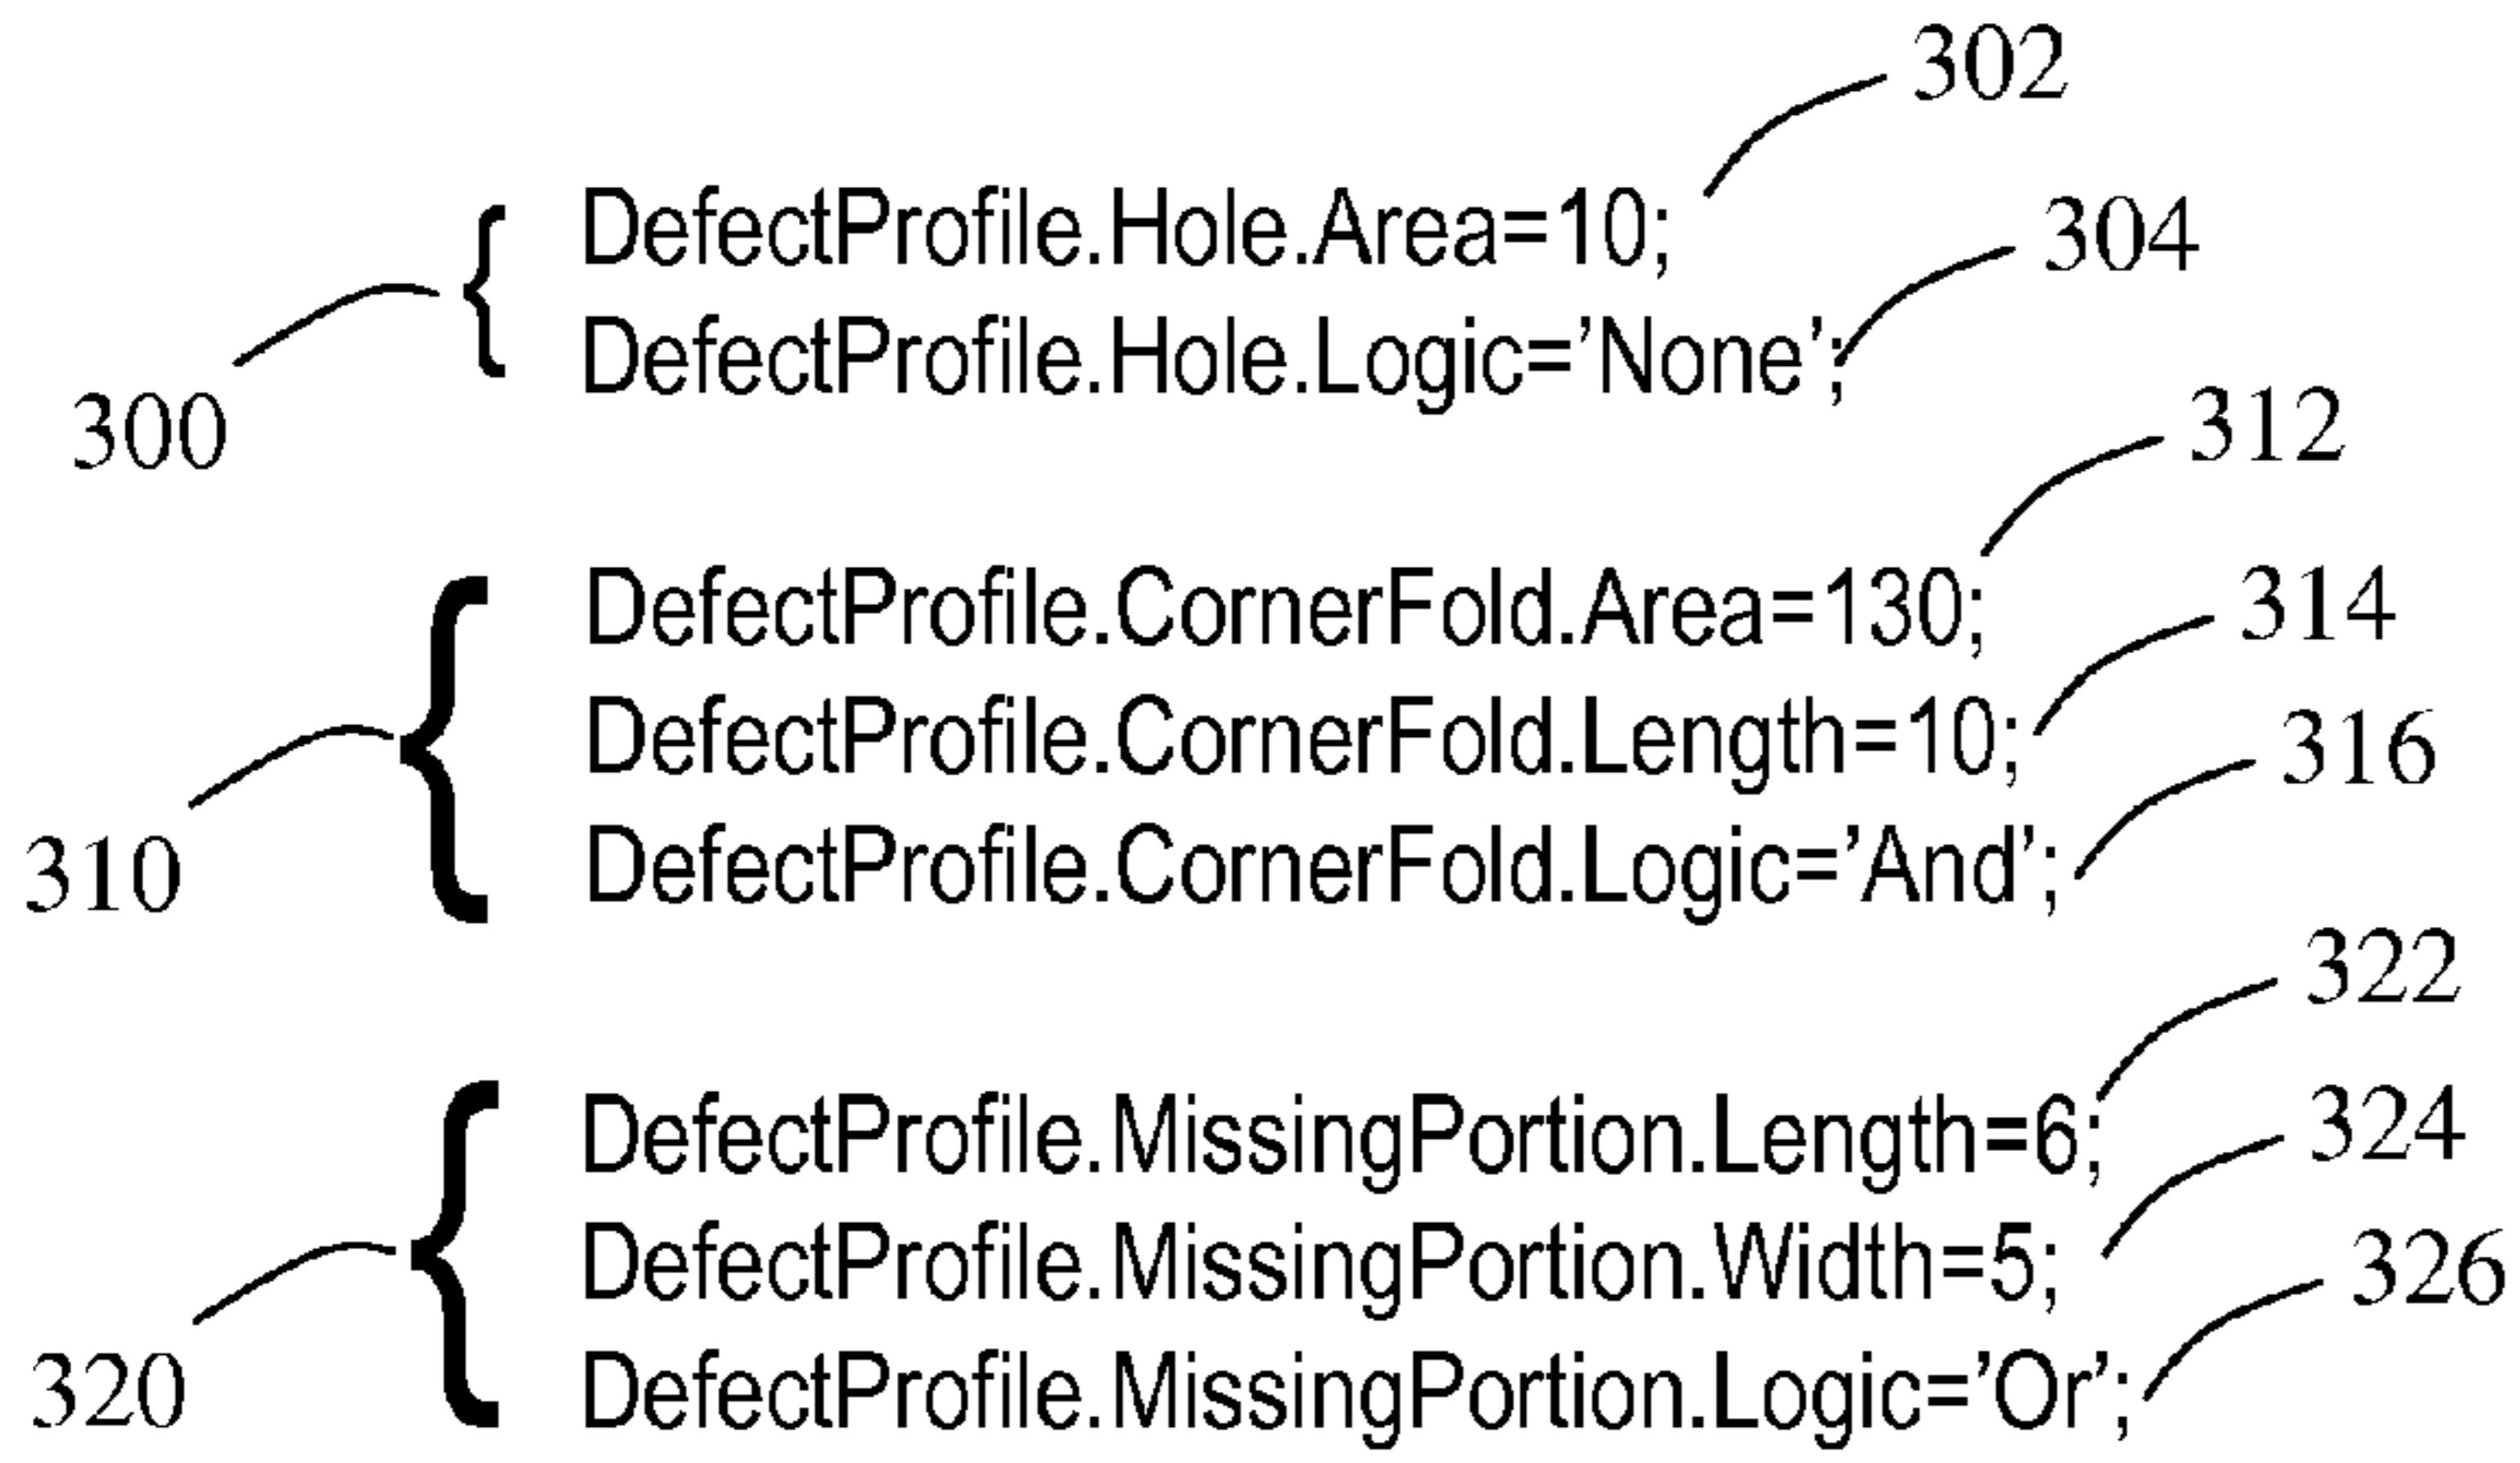 302
DefectProfile.Hole.Area=10;
304
DefectProfile.Hole.Logic='None';
300
312
DefectProfile.CornerFold.Area=130;
314
DefectProfile.CornerFold.Length=10;
316
310
DefectProfile.CornerFold.Logic='And';
322
DefectProfile.MissingPortion.Length=6;
324
DefectProfile.MissingPortion.Width=5;
326
320
DefectProfile.MissingPortion.Logic='Or';